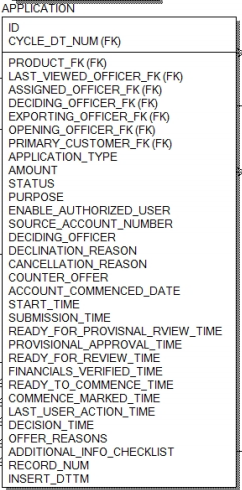 APPLICATION
ID
CYCLE_DT_NUM (FK)
PRODUCT_FK (FK)
LAST_VIEWED_OFFICER_FK (FK)
ASSIGNED_OFFICER_FK (FK)
DECIDING_OFFICER_FK (FK)
EXPORTING_OFFICER_FK (FK)
OPENING_OFFICER_FK (FK)
PRIMARY_CUSTOMER_FK (FK)
APPLICATION_TYPE
AMOUNT
STATUS
PURPOSE
ENABLE_AUTHORIZED_USER
SOURCE_ACCOUNT_NUMBER
DECIDING_OFFICER
DECLINATION_REASON
CANCELLATION_REASON
COUNTER_OFFER
ACCOUNT_COMMENCED_DATE
START_TIME
SUBMISSION_TIME
READY_FOR_PROVISNAL_RVIEW_TIME
PROVISIONAL_APPROVAL_TIME
READY_FOR_REVIEW_TIME
FINANCIALS_VERIFIED_TIME
READY_TO_COMMENCE_TIME
COMMENCE_MARKED_TIME
LAST_USER_ACTION_TIME
DECISION_TIME
OFFER_REASONS
ADDITIONAL_INFO_CHECKLIST
RECORD_NUM
INSERT_DTTM